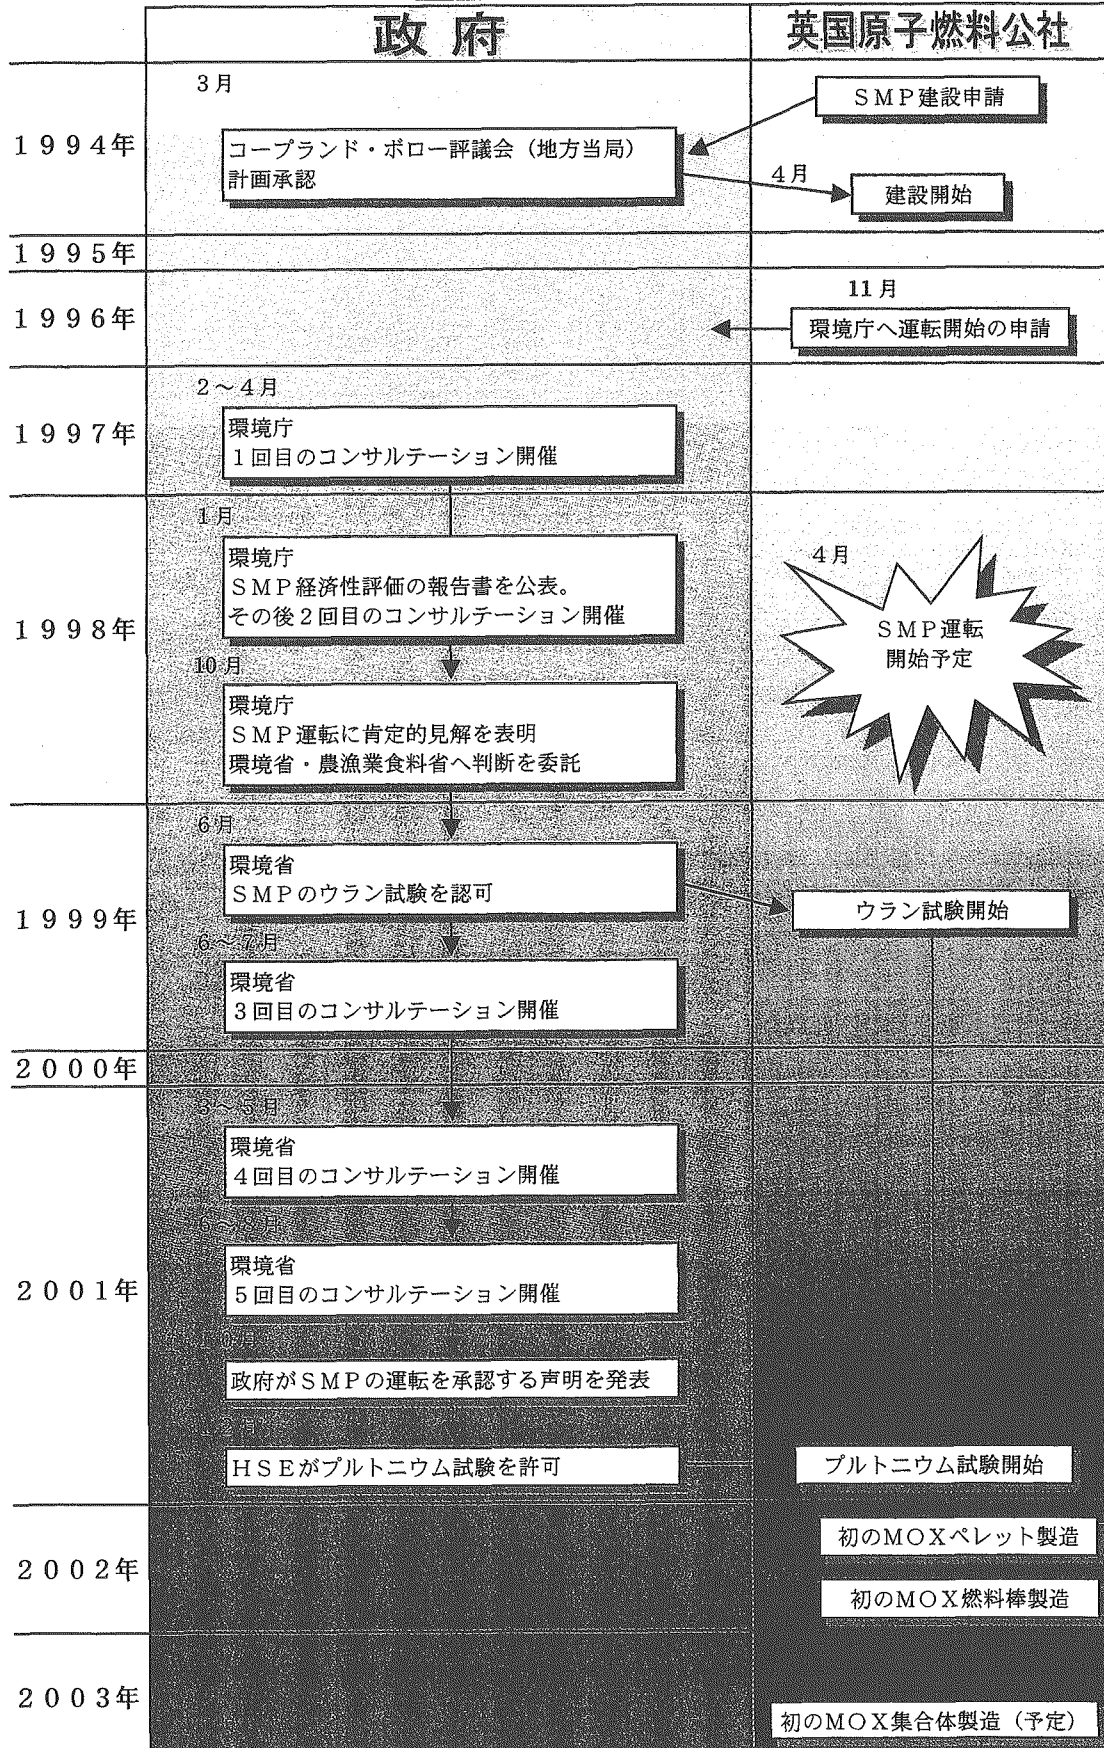 政府
英国原子燃料公社
1994年
3月
SMP建設申請
コープランド・ボロー評議会（地方当局）
計画承認
4月
建設開始
1995年
1996年
11月
環境庁へ運転開始の申請
1997年
2～4月
環境庁
1回目のコンサルテーション開催
1998年
1月
環境庁
SMP経済性評価の報告書を公表。
その後2回目のコンサルテーション開催
4月
SMP運転
開始予定
10月
環境庁
SMP運転に肯定的見解を表明
環境省・農漁業食料省へ判断を委託
1999年
6月
環境省
SMPのウラン試験を認可
ウラン試験開始
6～7月
環境省
3回目のコンサルテーション開催
2000年
2001年
3～5月
環境省
4回目のコンサルテーション開催
6～8月
環境省
5回目のコンサルテーション開催
政府がSMPの運転を承認する声明を発表
HSEがプルトニウム試験を許可
プルトニウム試験開始
2002年
初のMOXペレット製造
初のMOX燃料棒製造
2003年
初のMOX集合体製造（予定）